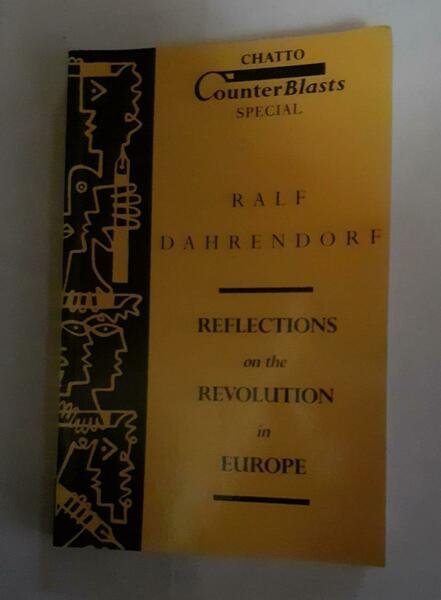 CHATTO
CounterBlasts
SPECIAL
RALF
DAHRENDORF
REFLECTIONS
on the
REVOLUTION
in
EUROPE